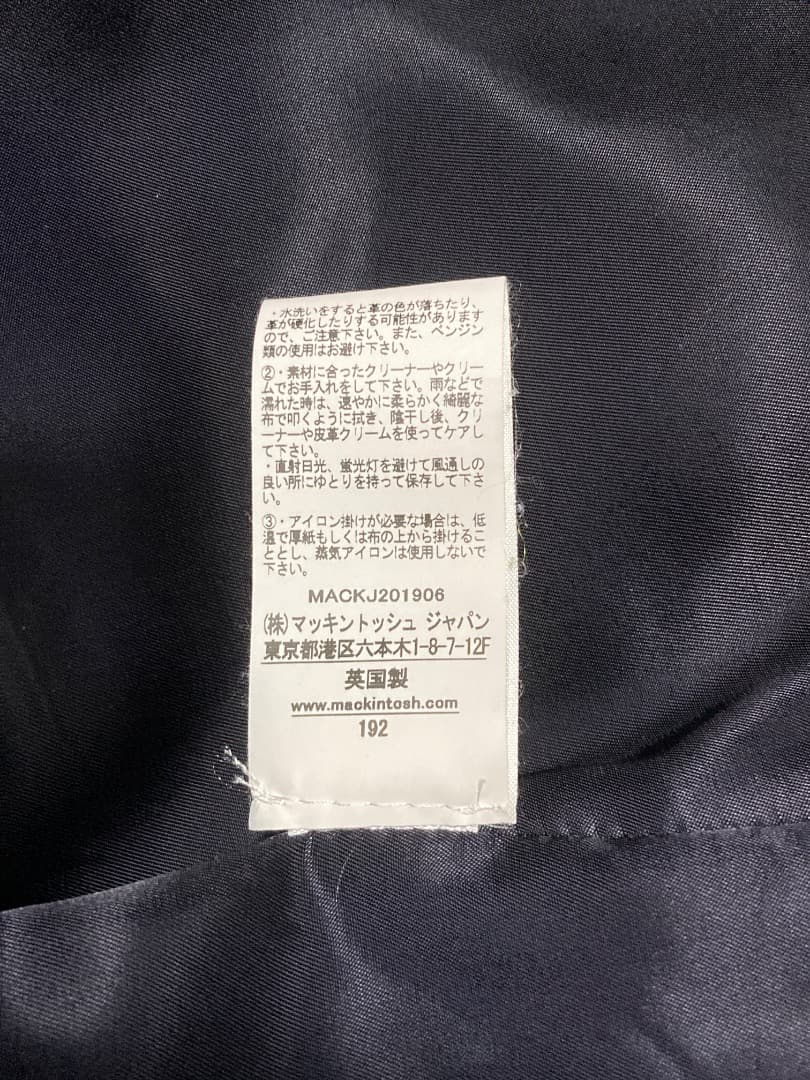 ・水洗いをすると革の色が落ちたり、
革が硬化したりする可能性があります
ので、ご注意下さい。また、ベンジン
類の使用はお避け下さい。
②・素材に合ったクリーナーやクリー
ムでお手入れをして下さい。雨などで
濡れた時は、速やかに柔らかく綺麗な
布で叩くように拭き、陰干し後、クリ
ーナーや皮革クリームを使ってケアし
て下さい。
・直射日光、蛍光灯を避けて風通しの
良い所にゆとりを持って保存して下さ
い。
③・アイロン掛けが必要な場合は、低
温で厚紙もしくは布の上から掛けるこ
ととし、蒸気アイロンは使用しないで
下さい。
MACKJ201906
(株)マッキントッシュ ジャパン
東京都港区六本木1-8-7-12F
英国製
www.mackintosh.com
192